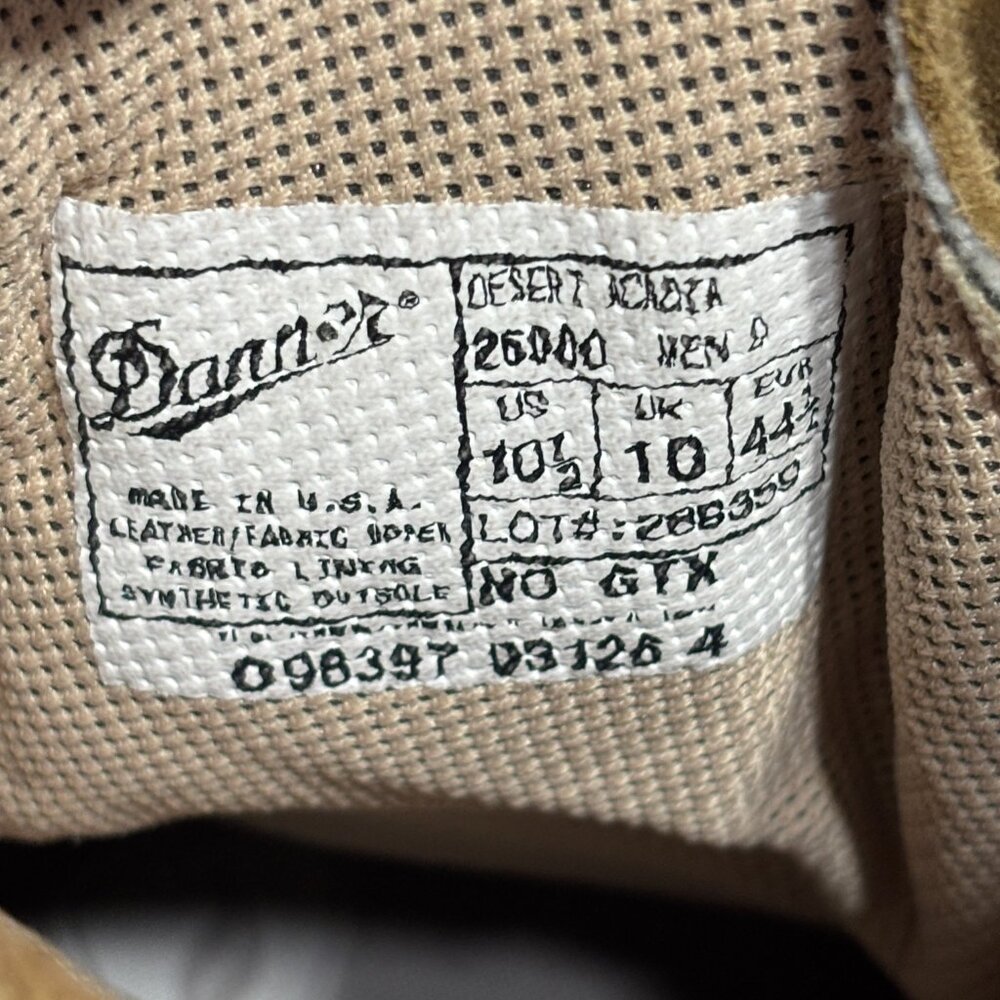 Danner®
MADE IN U.S.A.
LEATHER/FABRIC UPPER
FABRIC LINING
SYNTHETIC OUTSOLE
DESERT ACADIA
26000 MEN D
US UK EUR
10½ 10 44½
LOT#:288359
NO GTX
098397 03126 4